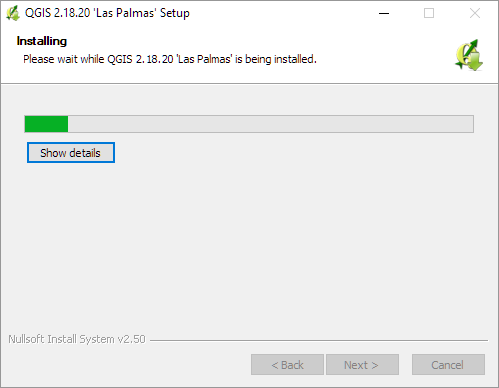 QGIS 2.18.20 'Las Palmas' Setup
Installing
Please wait while QGIS 2.18.20 'Las Palmas' is being installed.
Show details
Nullsoft Install System v2.50
< Back
Next >
Cancel